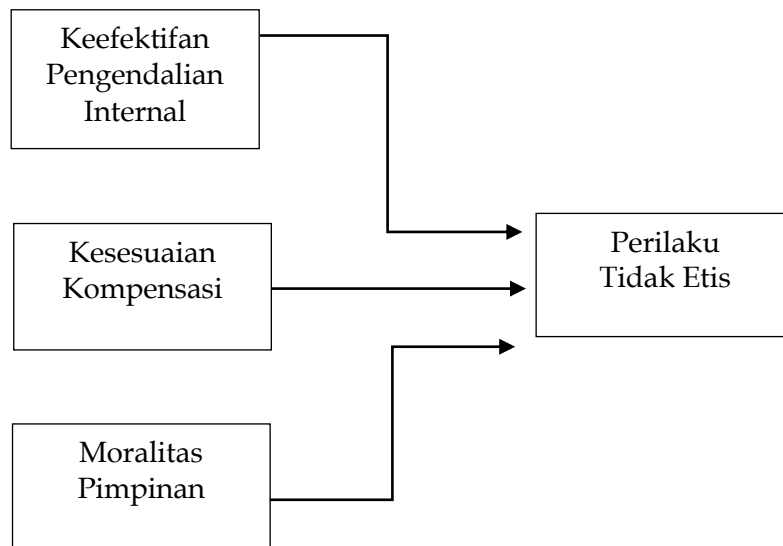 Keefektifan
Pengendalian
Internal
Kesesuaian
Kompensasi
Perilaku
Tidak Etis
Moralitas
Pimpinan